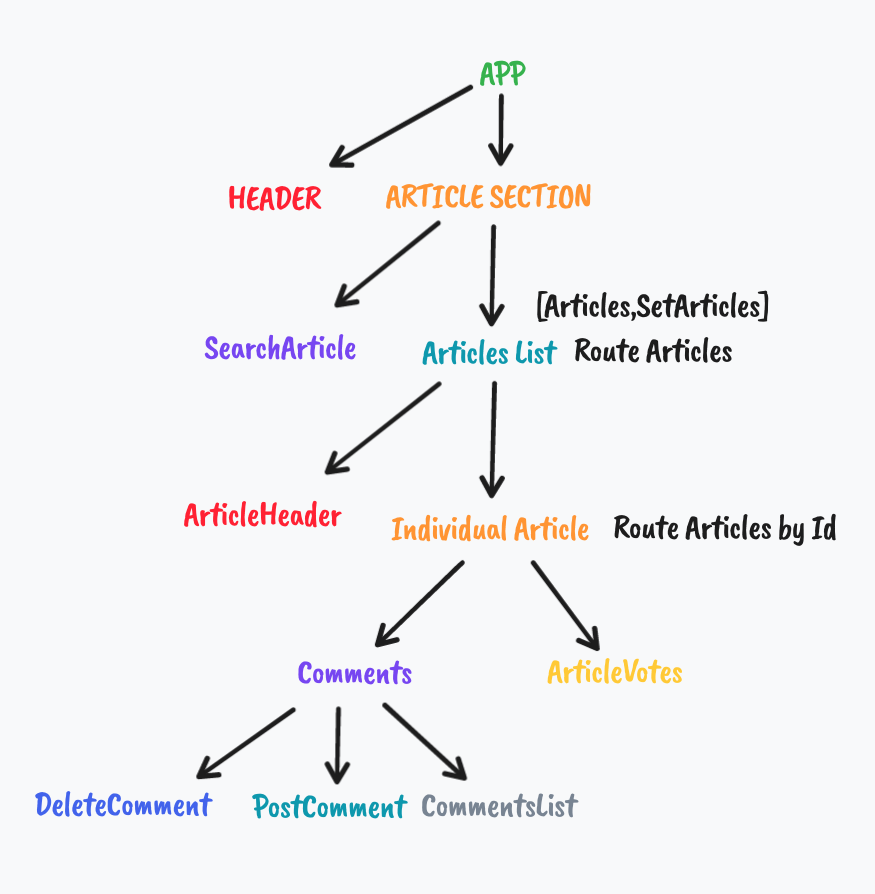 APP
HEADER
ARTICLE SECTION
[Articles,SetArticles]
SearchArticle
Articles List
Route Articles
ArticleHeader
Individual Article
Route Articles by Id
Comments
ArticleVotes
DeleteComment
PostComment
CommentsList